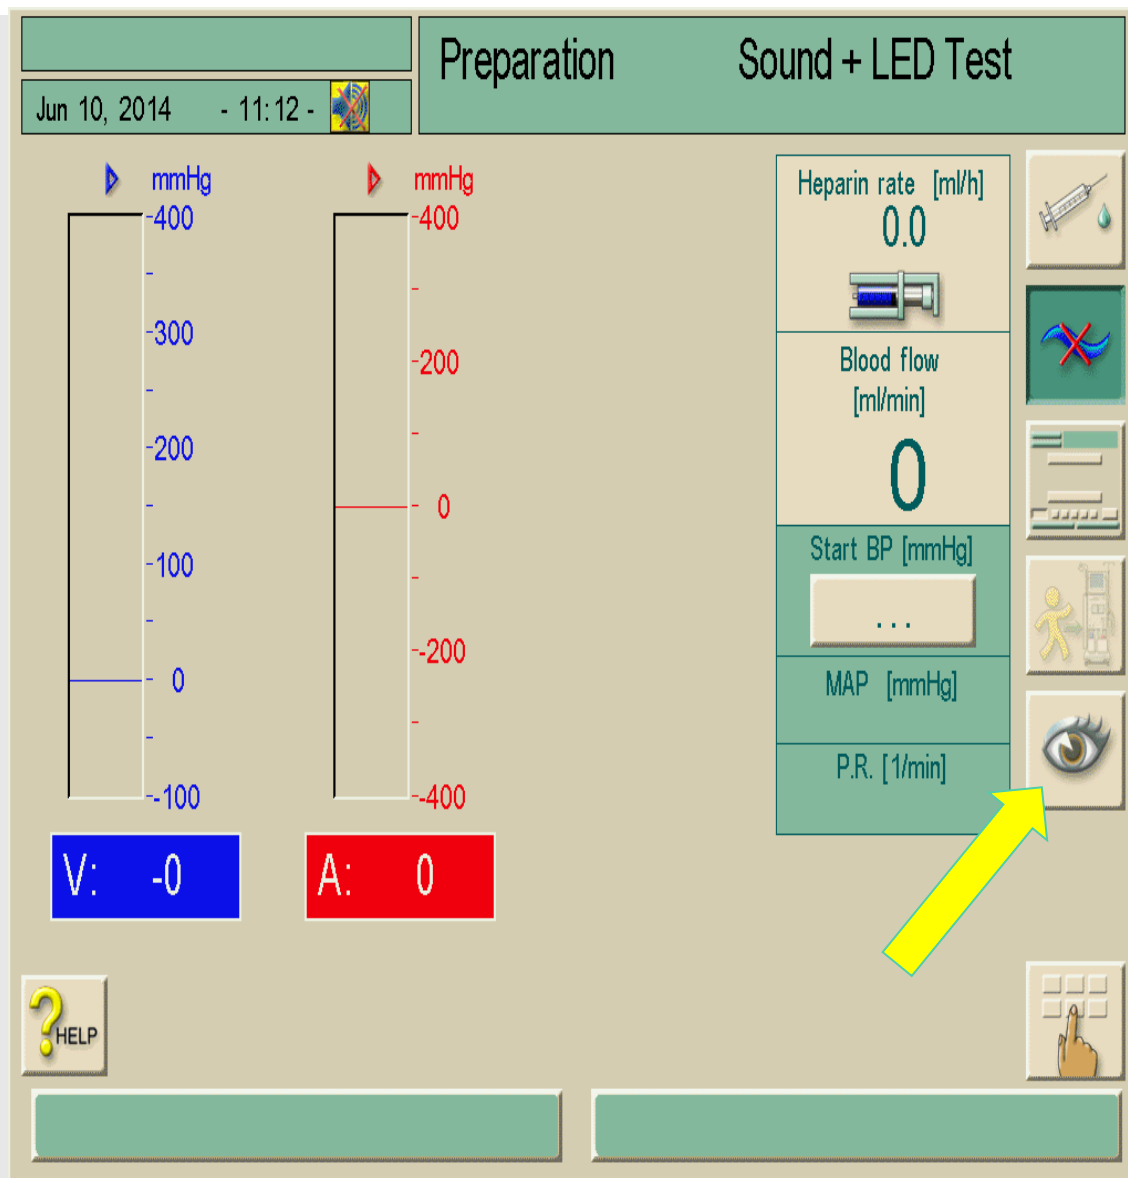 Preparation Sound + LED Test
Jun 10, 2014 - 11:12 -
mmHg
400
300
200
100
0
-100
V: -0
mmHg
400
200
0
-200
-400
A: 0
Heparin rate [ml/h]
0.0
Blood flow
[ml/min]
0
Start BP [mmHg]
...
MAP [mmHg]
P.R. [1/min]
HELP